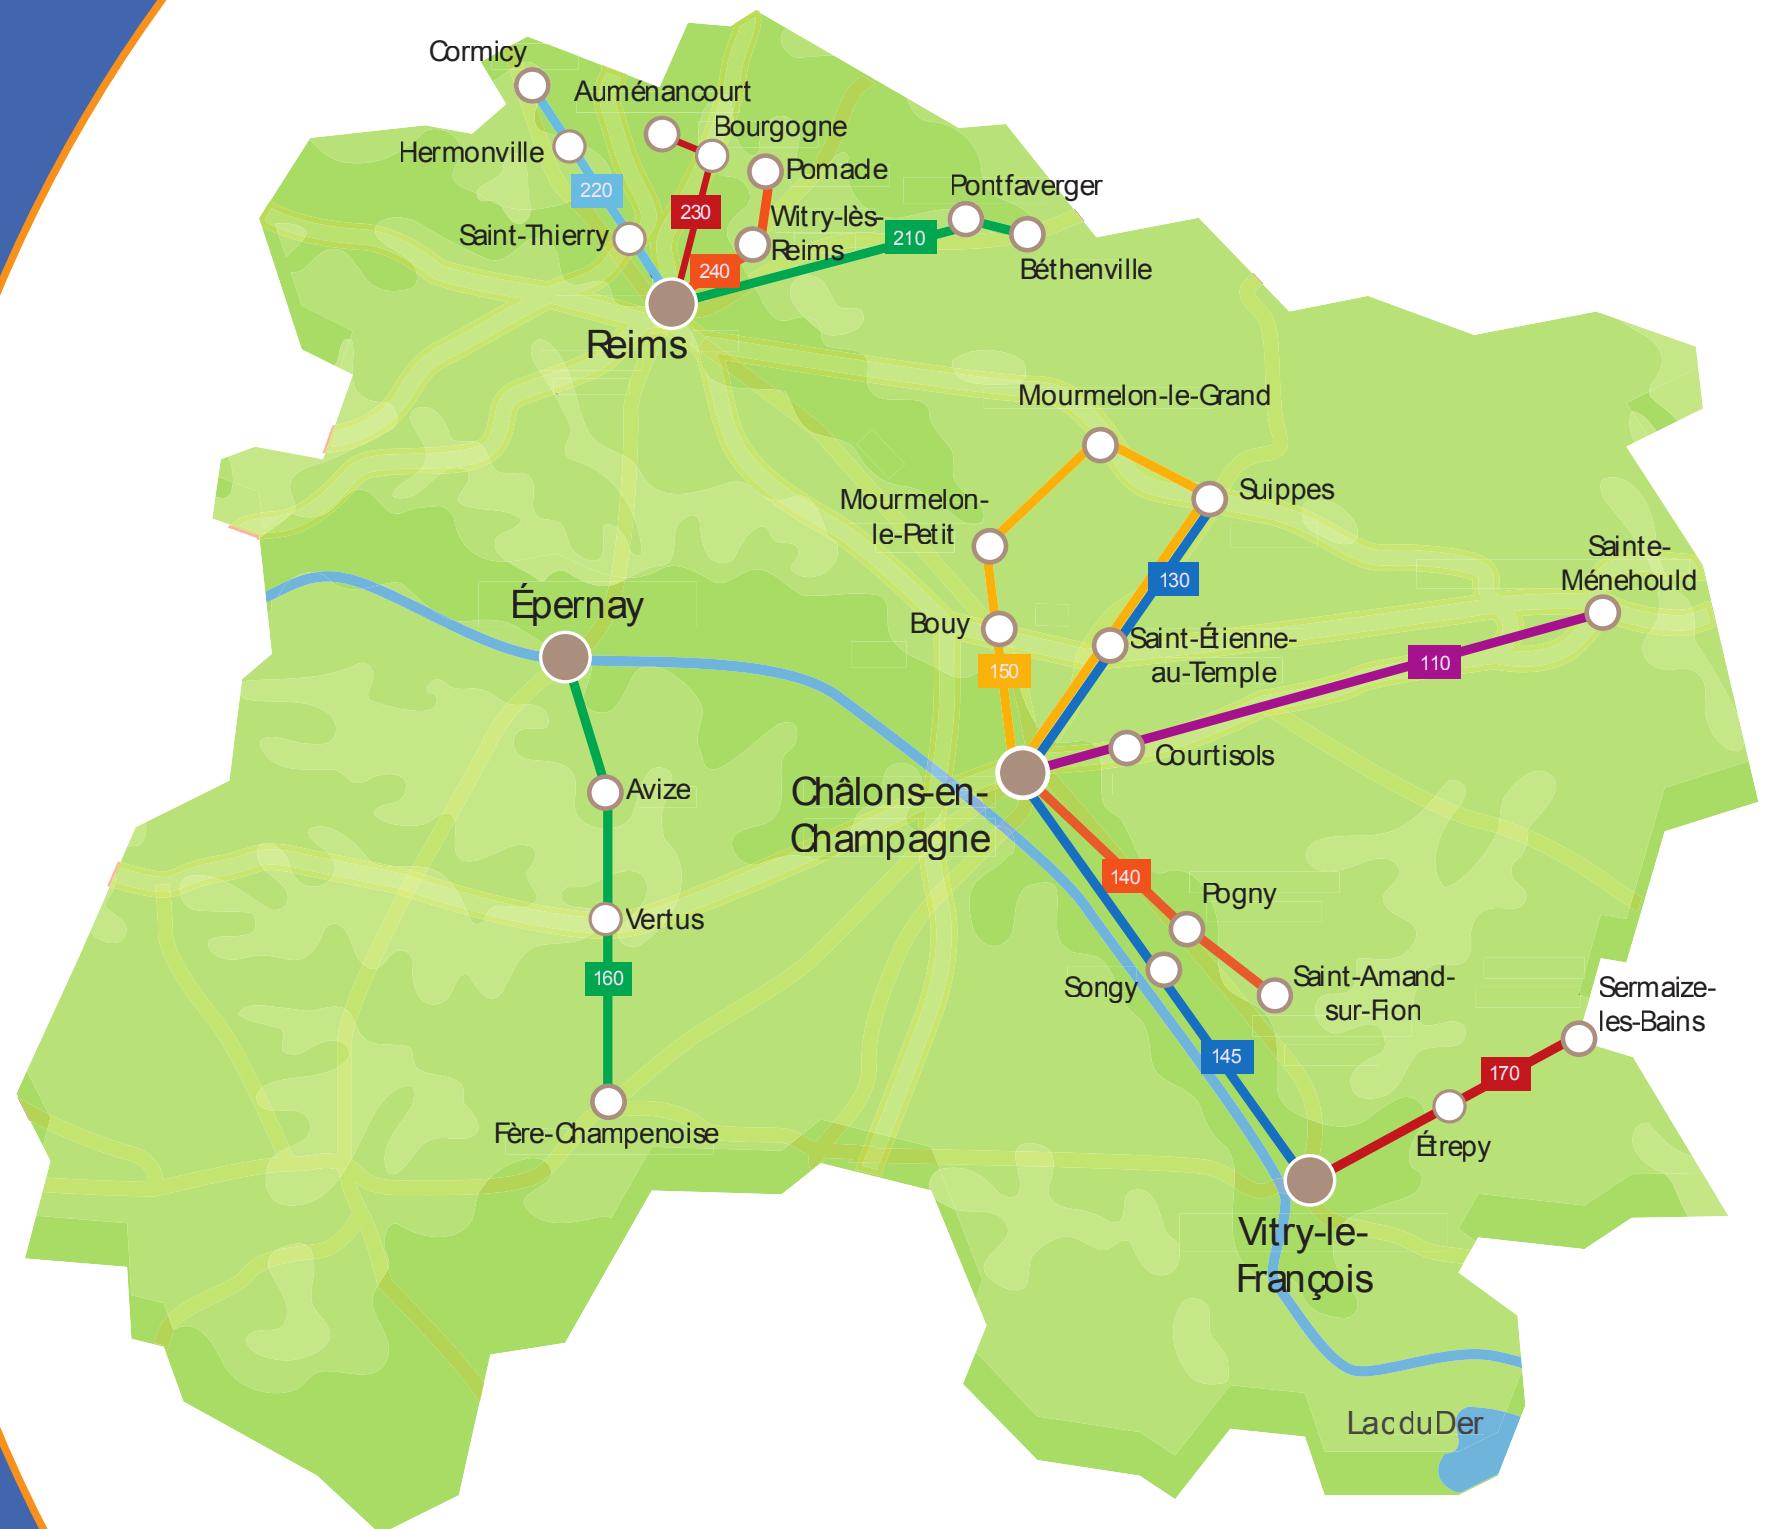 Cormicy
Auménancourt
Bourgogne
Hermonville
Pomacle
220
Pontfaverger
230
Witry-lès-
Reims
Saint-Thierry
210
240
Béthenville
Reims
Mourmelon-le-Grand
Suippes
Mourmelon-
le-Petit
Sainte-
Ménehould
130
Épernay
Bouy
Saint-Étienne-
au-Temple
110
150
Courtisols
Avize
Châlons-en-
Champagne
140
Pogny
Vertus
160
Songy
Saint-Amand-
sur-Fion
Sermaize-
les-Bains
145
170
Fère-Champenoise
Étrepy
Vitry-le-
François
Lac du Der